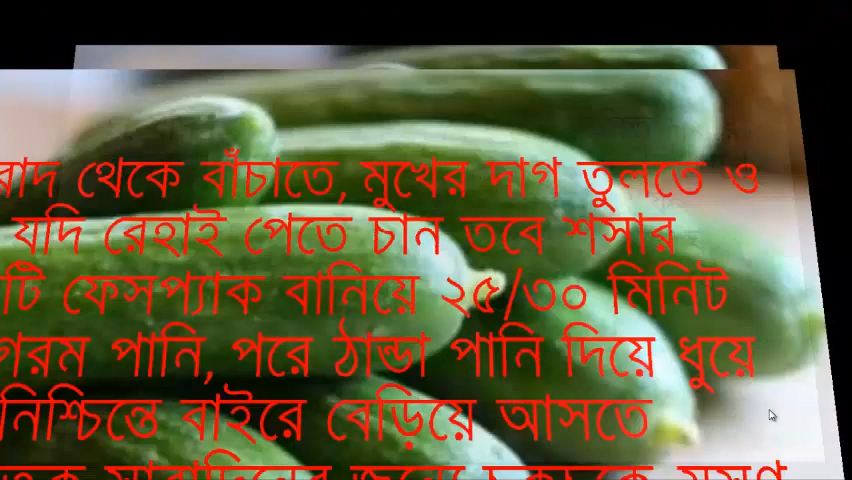 থেকে বাঁচাতে, মুখের দাগ তুলতে ও
যদি রেহাই পেতে চান তবে শসার
টি ফেসপ্যাক বানিয়ে ২৫/৩০ মিনিট
গরম পানি, পরে ঠান্ডা পানি দিয়ে ধুয়ে
নিশ্চিন্তে বাইরে বেড়িয়ে আসতে